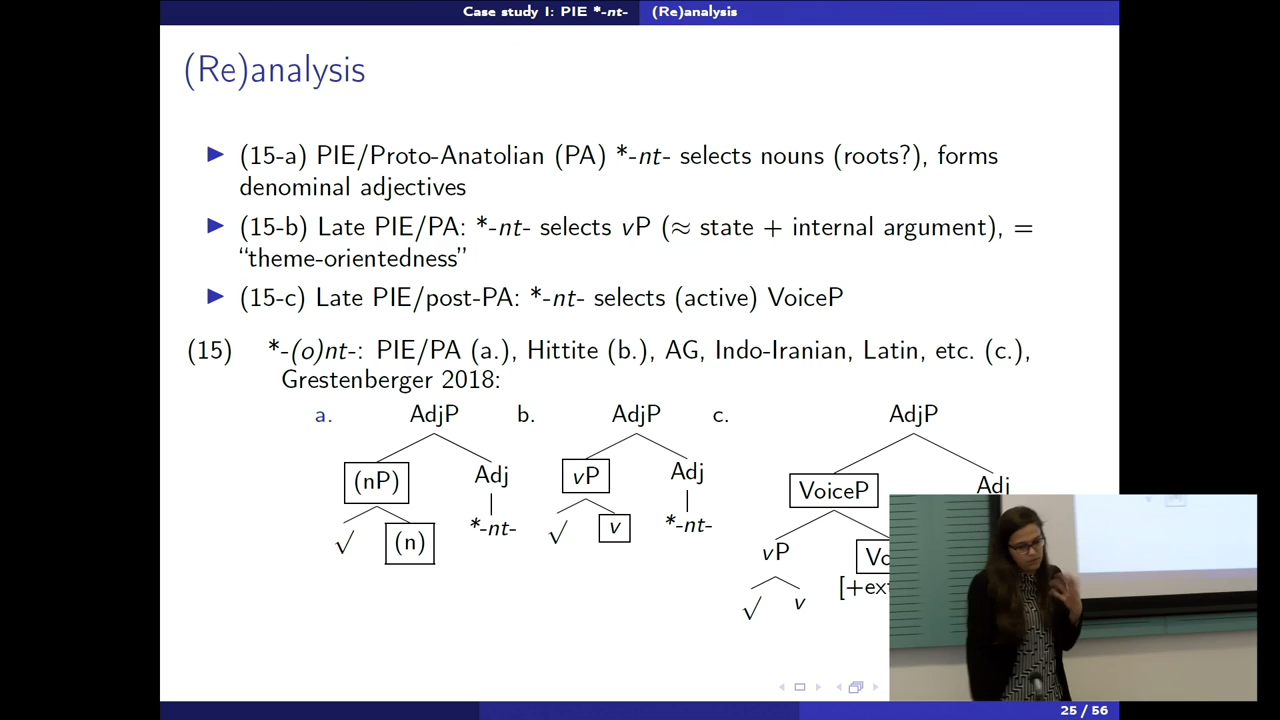 Case study I: PIE *-nt- (Re)analysis
(Re)analysis
(15-a) PIE/Proto-Anatolian (PA) *-nt- selects nouns (roots?), forms
denominal adjectives
(15-b) Late PIE/PA: *-nt- selects vP (≈ state + internal argument), =
“theme-orientedness”
(15-c) Late PIE/post-PA: *-nt- selects (active) VoiceP
(15) *-(o)nt-: PIE/PA (a.), Hittite (b.), AG, Indo-Iranian, Latin, etc. (c.),
Grestenberger 2018:
a. AdjP b. AdjP c. AdjP
(nP) Adj vP Adj VoiceP Adj
√ (n) *-nt- √ v *-nt- vP
√ v
25 / 56